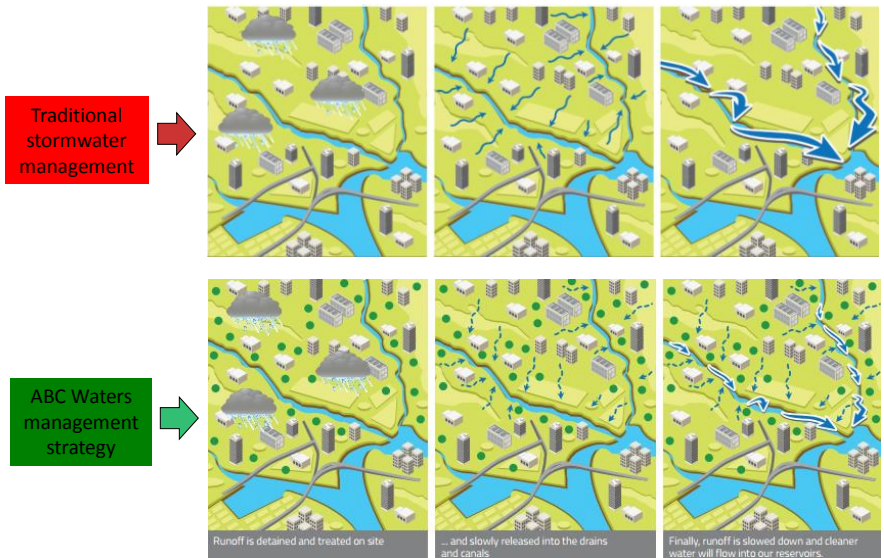 Traditional
stormwater
management
ABC Waters
management
strategy
Runoff is detained and treated on site
... and slowly released into the drains
and canals
Finally, runoff is slowed down and cleaner
water will flow into our reservoirs.